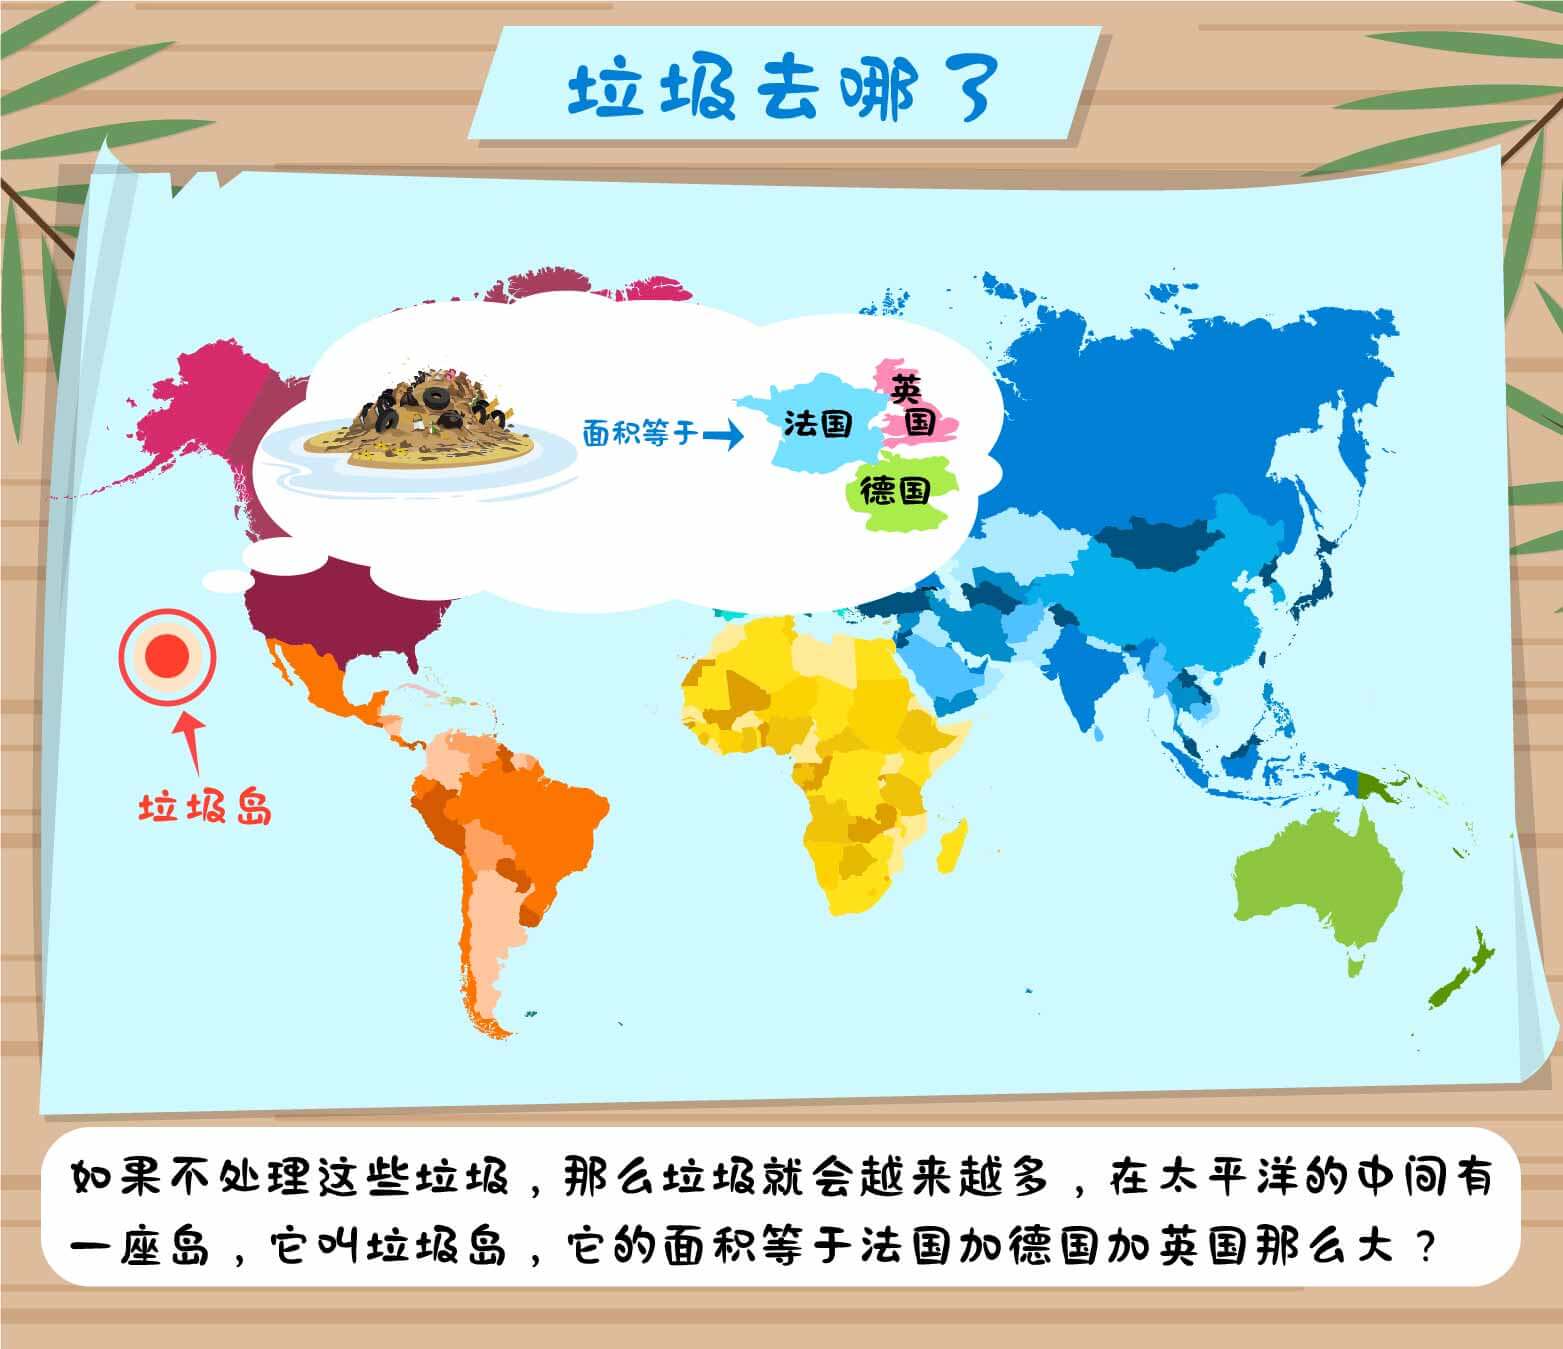 垃圾去哪了
面积等于
法国
英国
德国
垃圾岛
如果不处理这些垃圾，那么垃圾就会越来越多，在太平洋的中间有
一座岛，它叫垃圾岛，它的面积等于法国加德国加英国那么大？